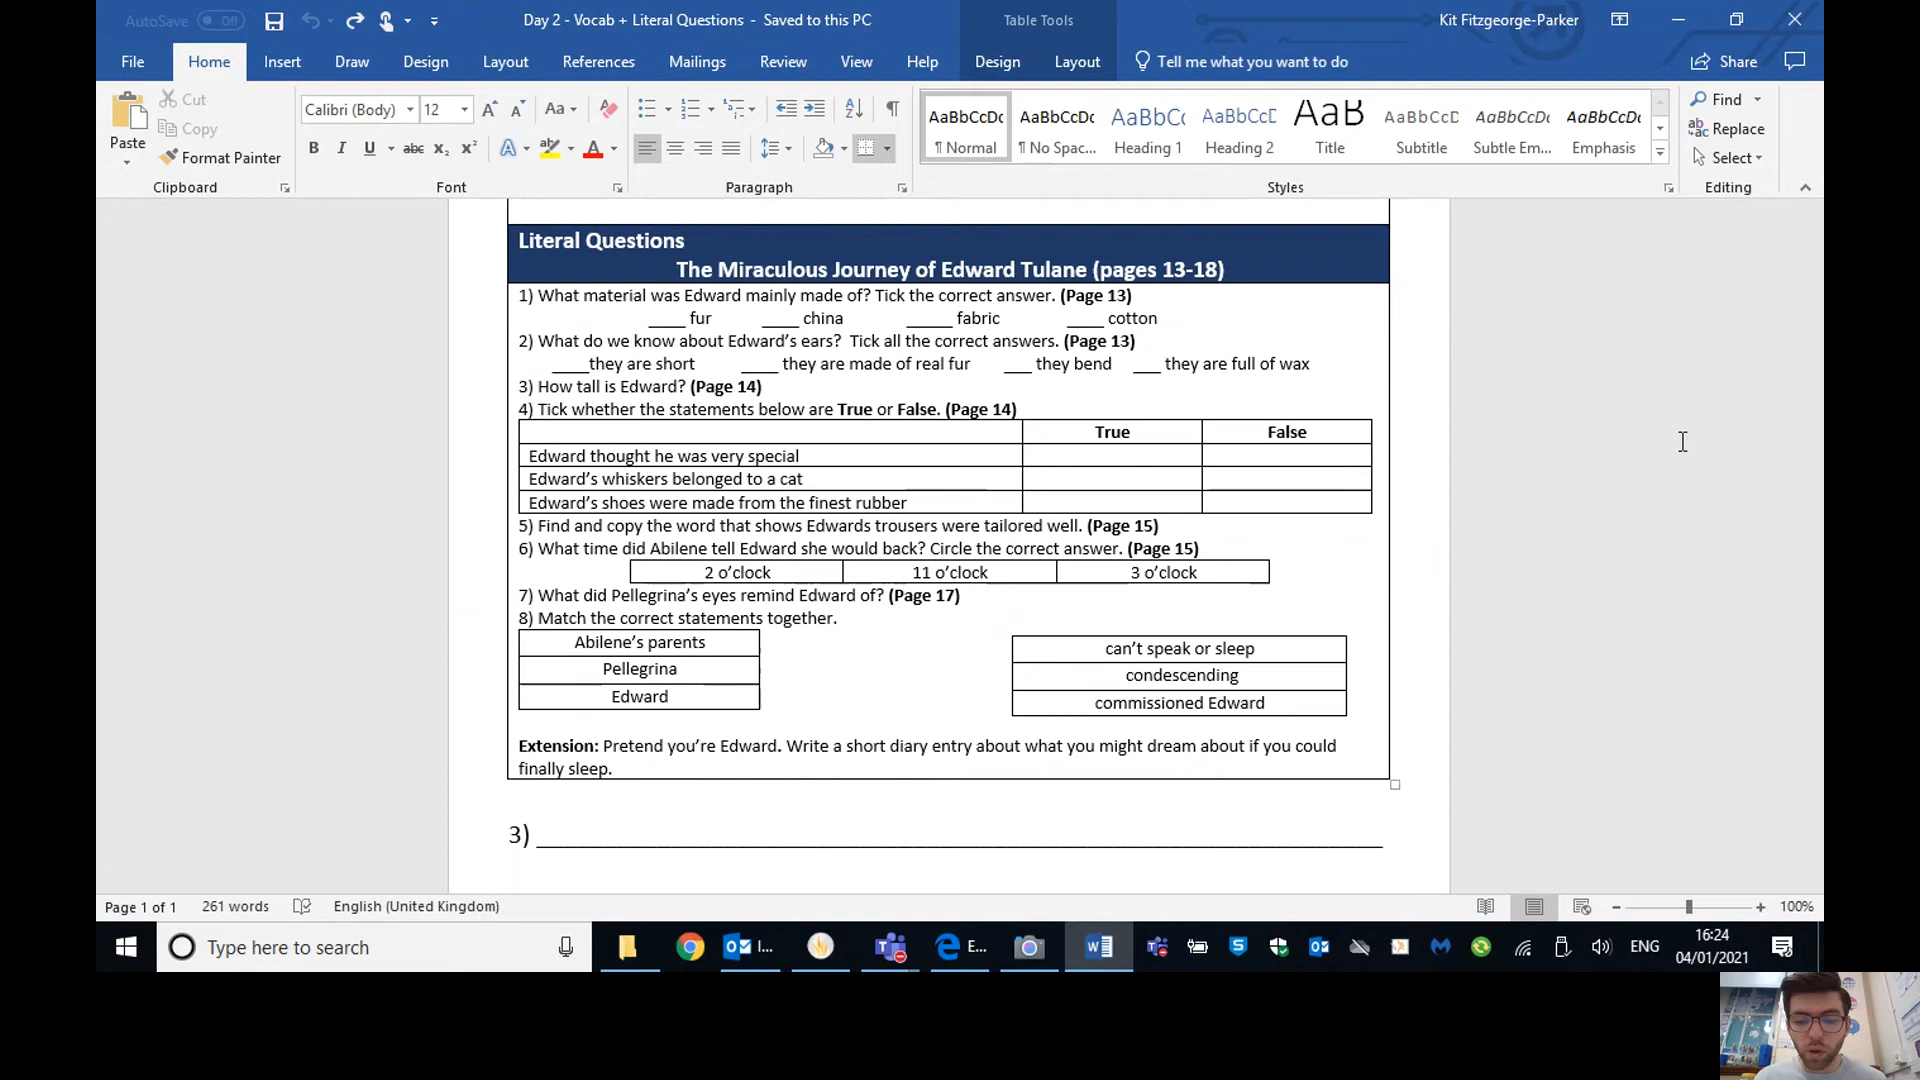 AutoSave Off
Day 2 - Vocab + Literal Questions - Saved to this PC
Table Tools
Kit Fitzgeorge-Parker
File Home Insert Draw Design Layout References Mailings Review View Help Design Layout Tell me what you want to do Share
Paste
Cut
Copy
Format Painter
Clipboard
Calibri (Body) 12
Font
Paragraph
AaBbCcDc AaBbCcDc AaBbCc AaBbCcD AaB AaBbCcD AaBbCcDc AaBbCcDc
¶ Normal ¶ No Spac... Heading 1 Heading 2 Title Subtitle Subtle Em... Emphasis
Styles
Find
Replace
Select
Editing
Literal Questions
The Miraculous Journey of Edward Tulane (pages 13-18)
1) What material was Edward mainly made of? Tick the correct answer. (Page 13)
____ fur ____ china _____ fabric ____ cotton
2) What do we know about Edward's ears? Tick all the correct answers. (Page 13)
____they are short ____ they are made of real fur ___ they bend ___ they are full of wax
3) How tall is Edward? (Page 14)
4) Tick whether the statements below are True or False. (Page 14)
True False
Edward thought he was very special
Edward's whiskers belonged to a cat
Edward's shoes were made from the finest rubber
5) Find and copy the word that shows Edwards trousers were tailored well. (Page 15)
6) What time did Abilene tell Edward she would back? Circle the correct answer. (Page 15)
2 o'clock 11 o'clock 3 o'clock
7) What did Pellegrina's eyes remind Edward of? (Page 17)
8) Match the correct statements together.
Abilene's parents
Pellegrina
Edward
can't speak or sleep
condescending
commissioned Edward
Extension: Pretend you're Edward. Write a short diary entry about what you might dream about if you could
finally sleep.
3) ______________________________
Page 1 of 1 261 words English (United Kingdom) 100%
Type here to search
I...
E...
ENG
16:24
04/01/2021